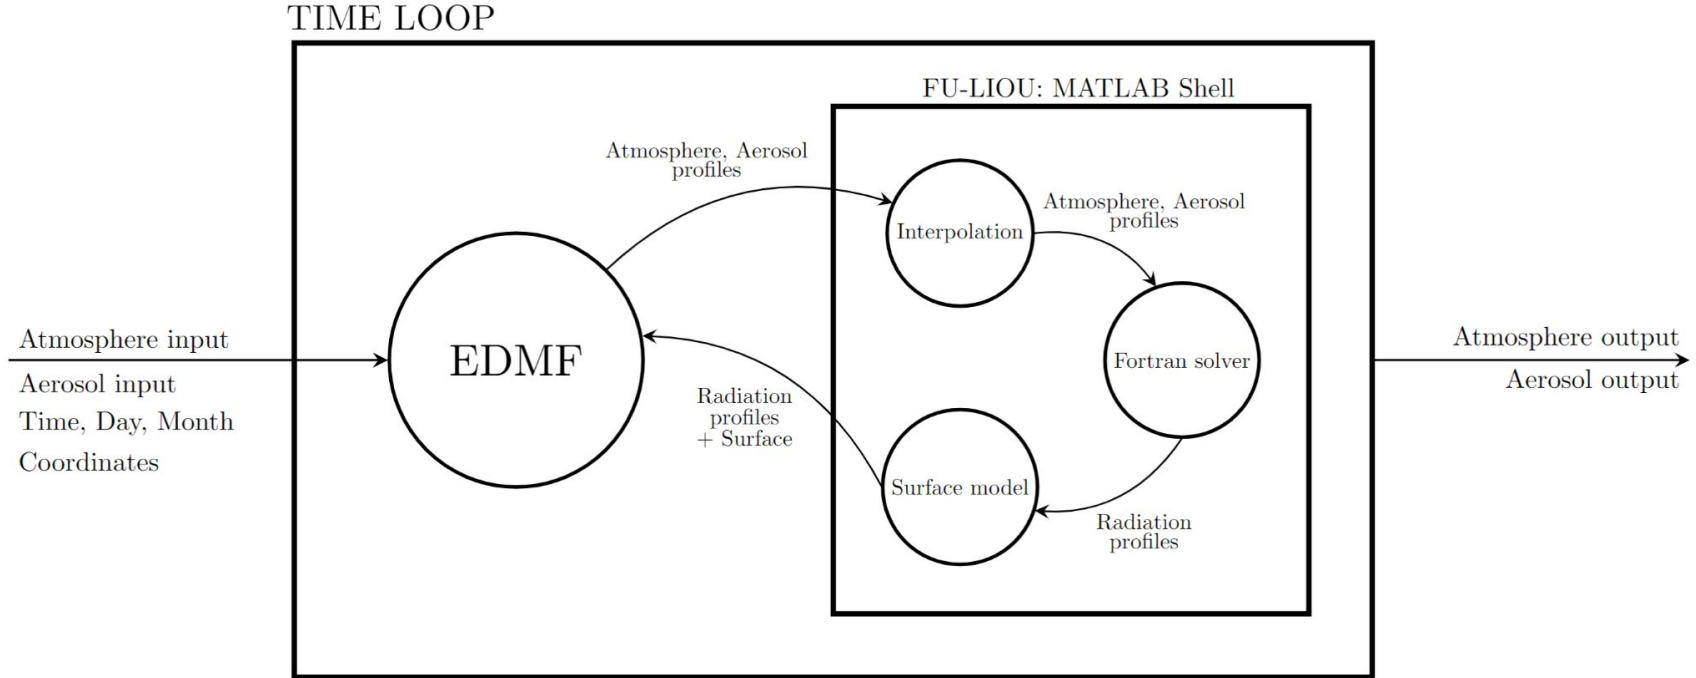 TIME LOOP
FU-LIOU: MATLAB Shell
Atmosphere, Aerosol
profiles
Interpolation
Atmosphere, Aerosol
profiles
Atmosphere input
Aerosol input
Time, Day, Month
Coordinates
EDMF
Fortran solver
Radiation
profiles
+ Surface
Surface model
Radiation
profiles
Atmosphere output
Aerosol output